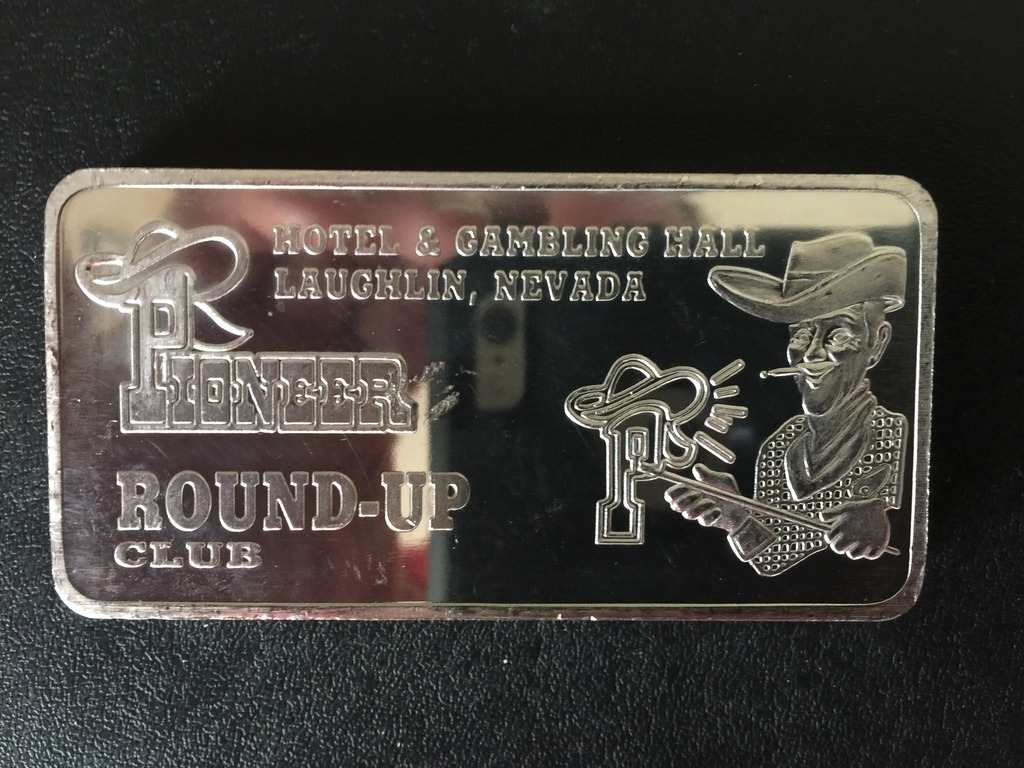 HOTEL & GAMBLING HALL
LAUGHLIN, NEVADA
PIONEER
P
ROUND-UP
CLUB